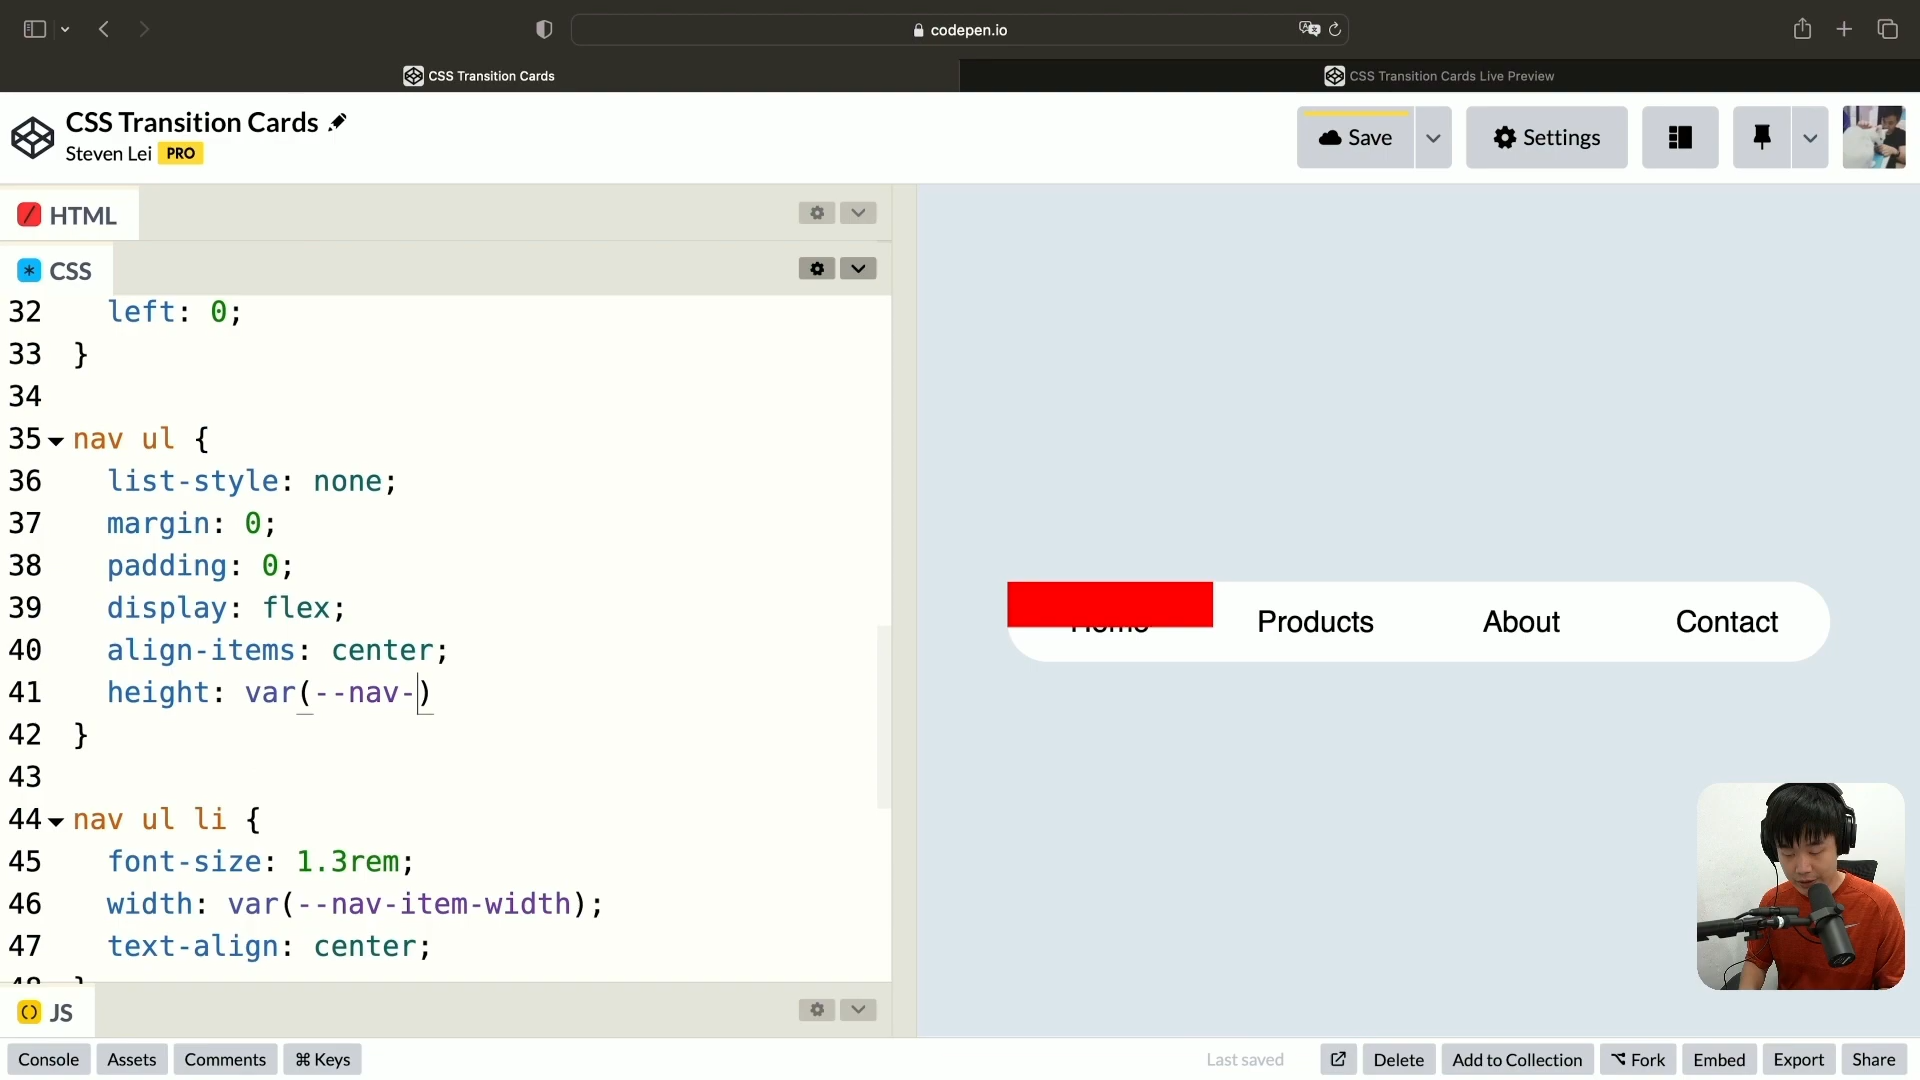 codepen.io
CSS Transition Cards
CSS Transition Cards Live Preview
CSS Transition Cards
Steven Lei PRO
Save
Settings
HTML
CSS
32 left: 0;
33 }
34
35 nav ul {
36 list-style: none;
37 margin: 0;
38 padding: 0;
39 display: flex;
40 align-items: center;
41 height: var(--nav-)
42 }
43
44 nav ul li {
45 font-size: 1.3rem;
46 width: var(--nav-item-width);
47 text-align: center;
48 }
JS
Home
Products
About
Contact
Console
Assets
Comments
⌘ Keys
Last saved
Delete
Add to Collection
Fork
Embed
Export
Share